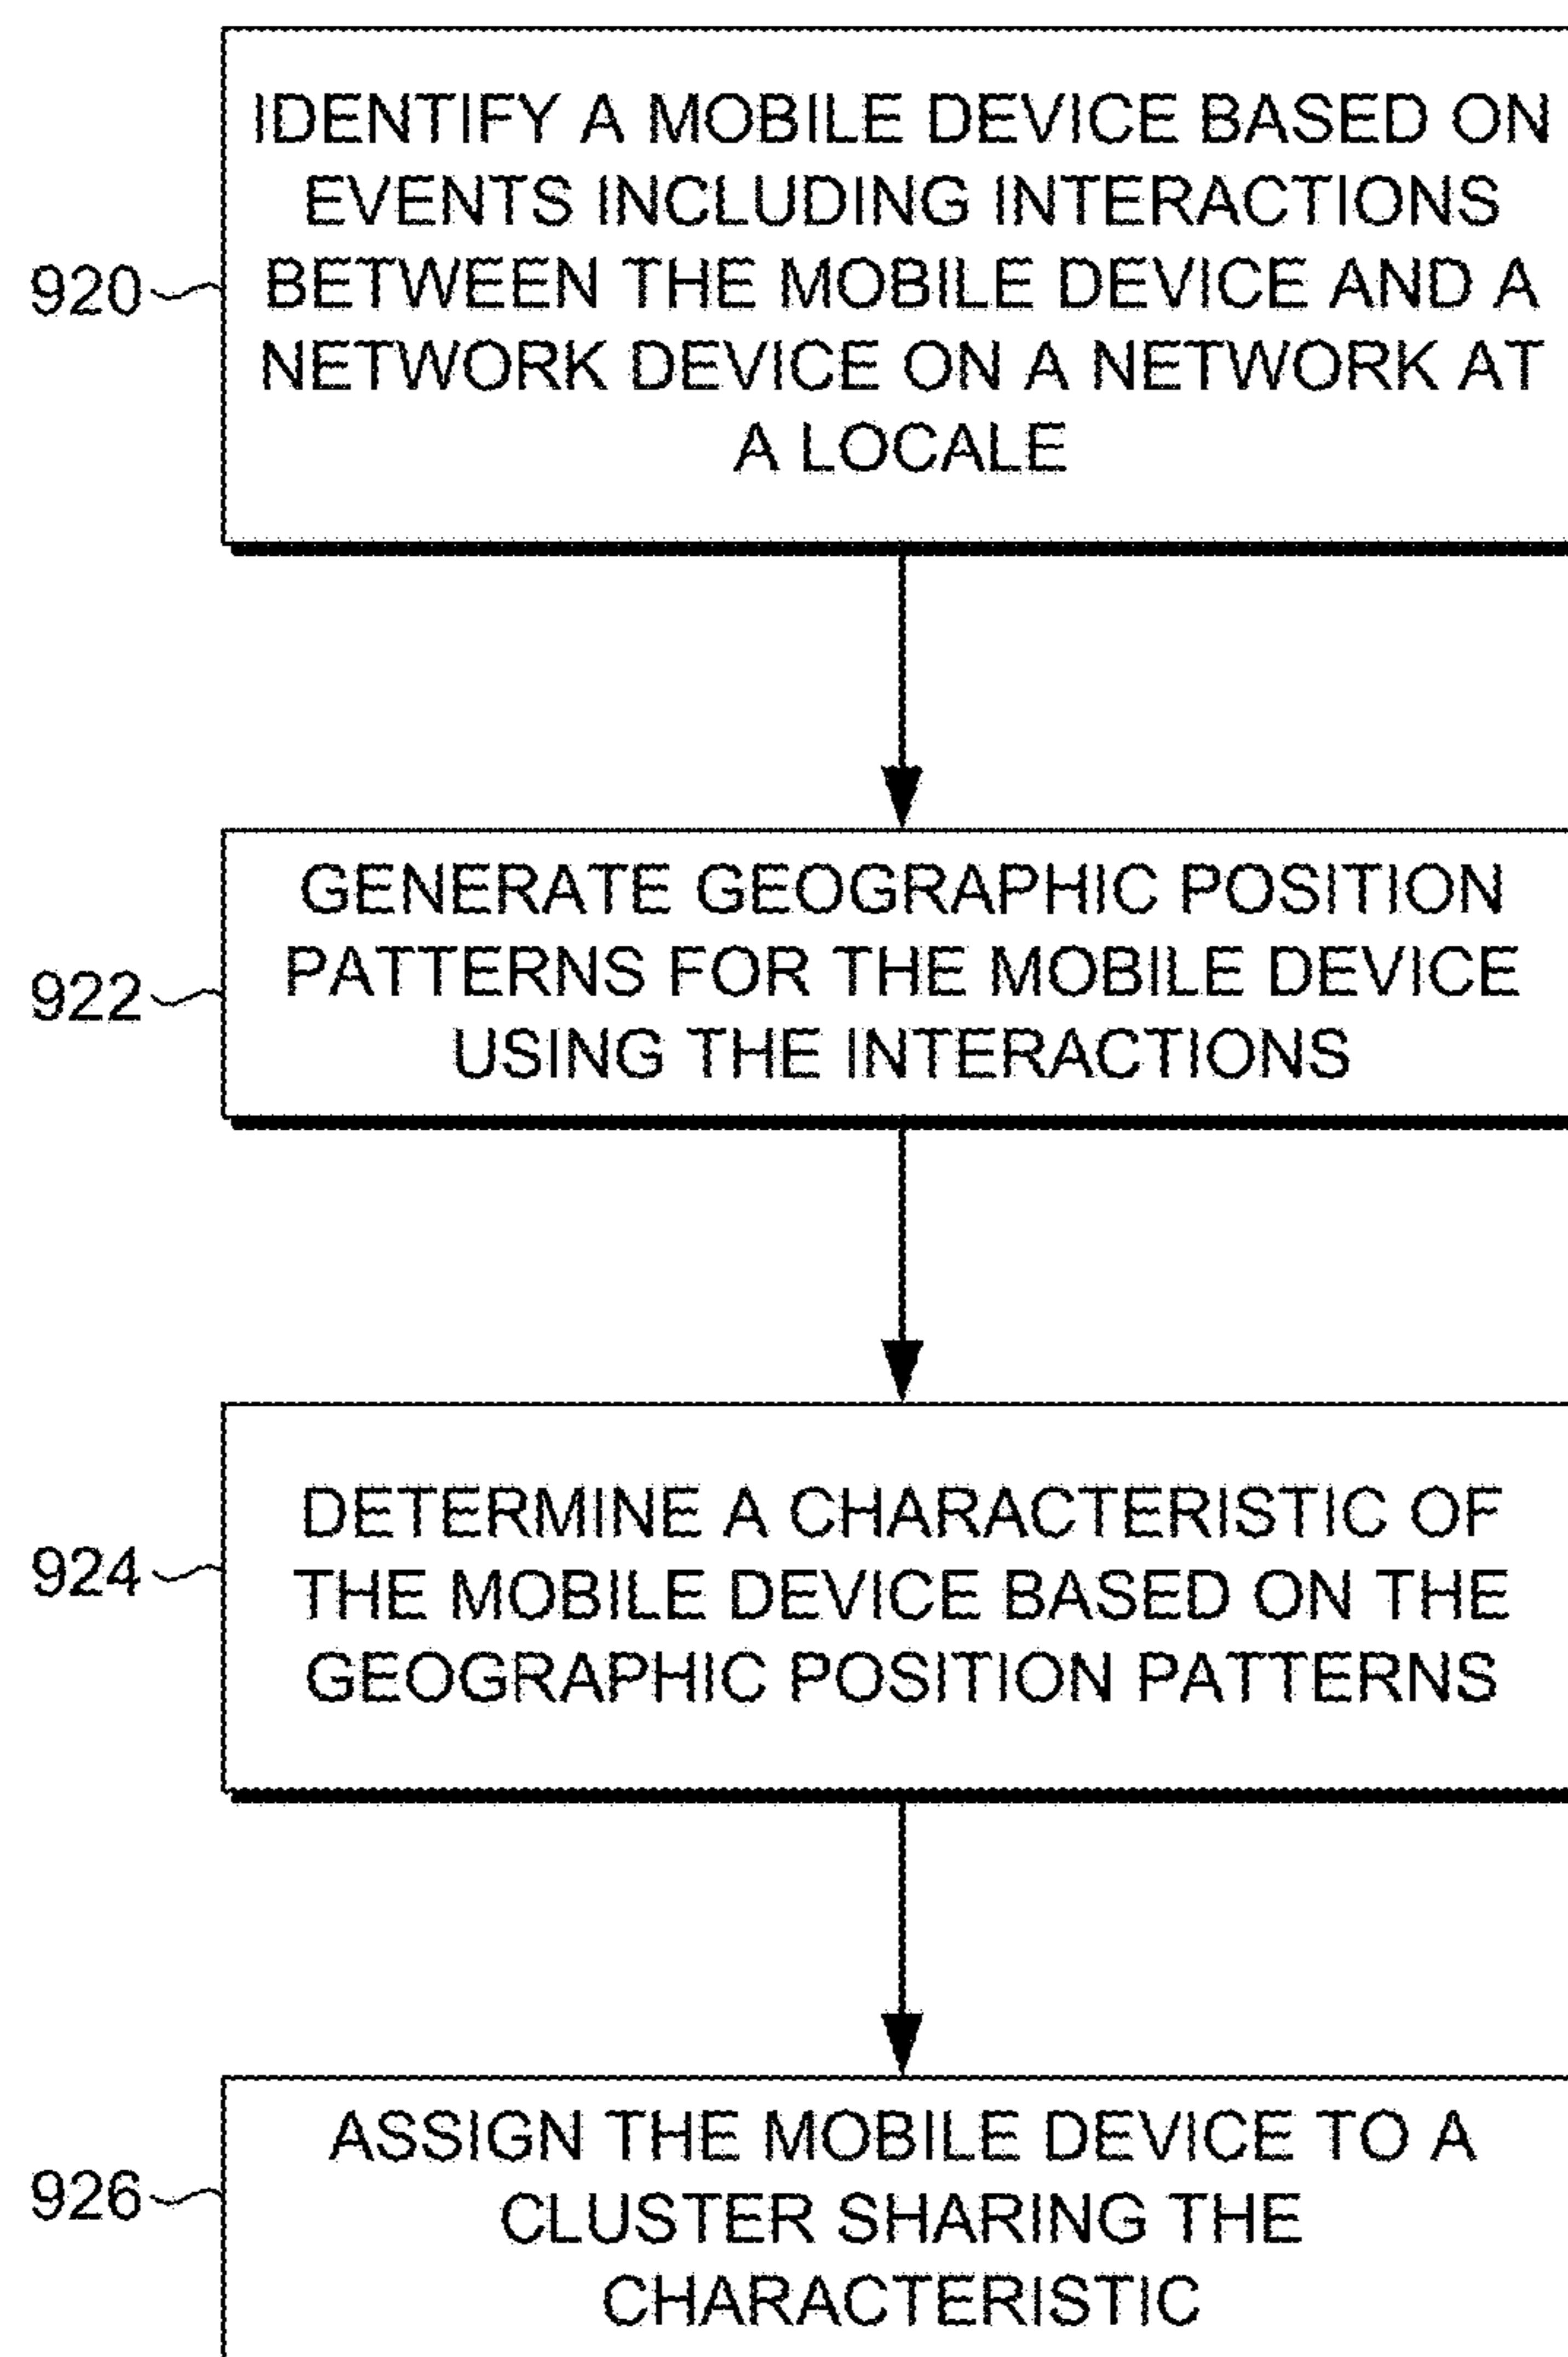 IDENTIFY A MOBILE DEVICE BASED ON
EVENTS INCLUDING INTERACTIONS
920
BETWEEN THE MOBILE DEVICE AND A
NETWORK DEVICE ON A NETWORK AT
A LOCALE
GENERATE GEOGRAPHIC POSITION
PATTERNS FOR THE MOBILE DEVICE
922
USING THE INTERACTIONS
DETERMINE A CHARACTERISTIC OF
924
THE MOBILE DEVICE BASED ON THE
GEOGRAPHIC POSITION PATTERNS
ASSIGN THE MOBILE DEVICE TO A
926
CLUSTER SHARING THE
CHARACTERISTIC